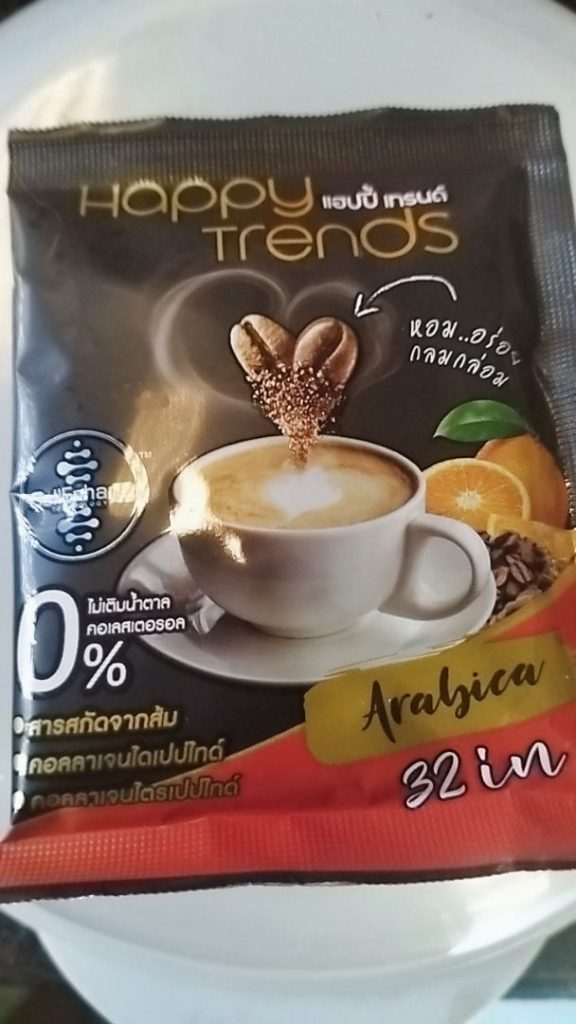 Happy แฮปปี้ เทรนด์
Trends
หอม..อร่อย
กลมกล่อม
TM
0%
ไม่เติมน้ำตาล
คอเลสเตอรอล
สารสกัดจากส้ม
คอลลาเจนไดเปปไทด์
คอลลาเจนไตรเปปไทด์
Arabica
32 in